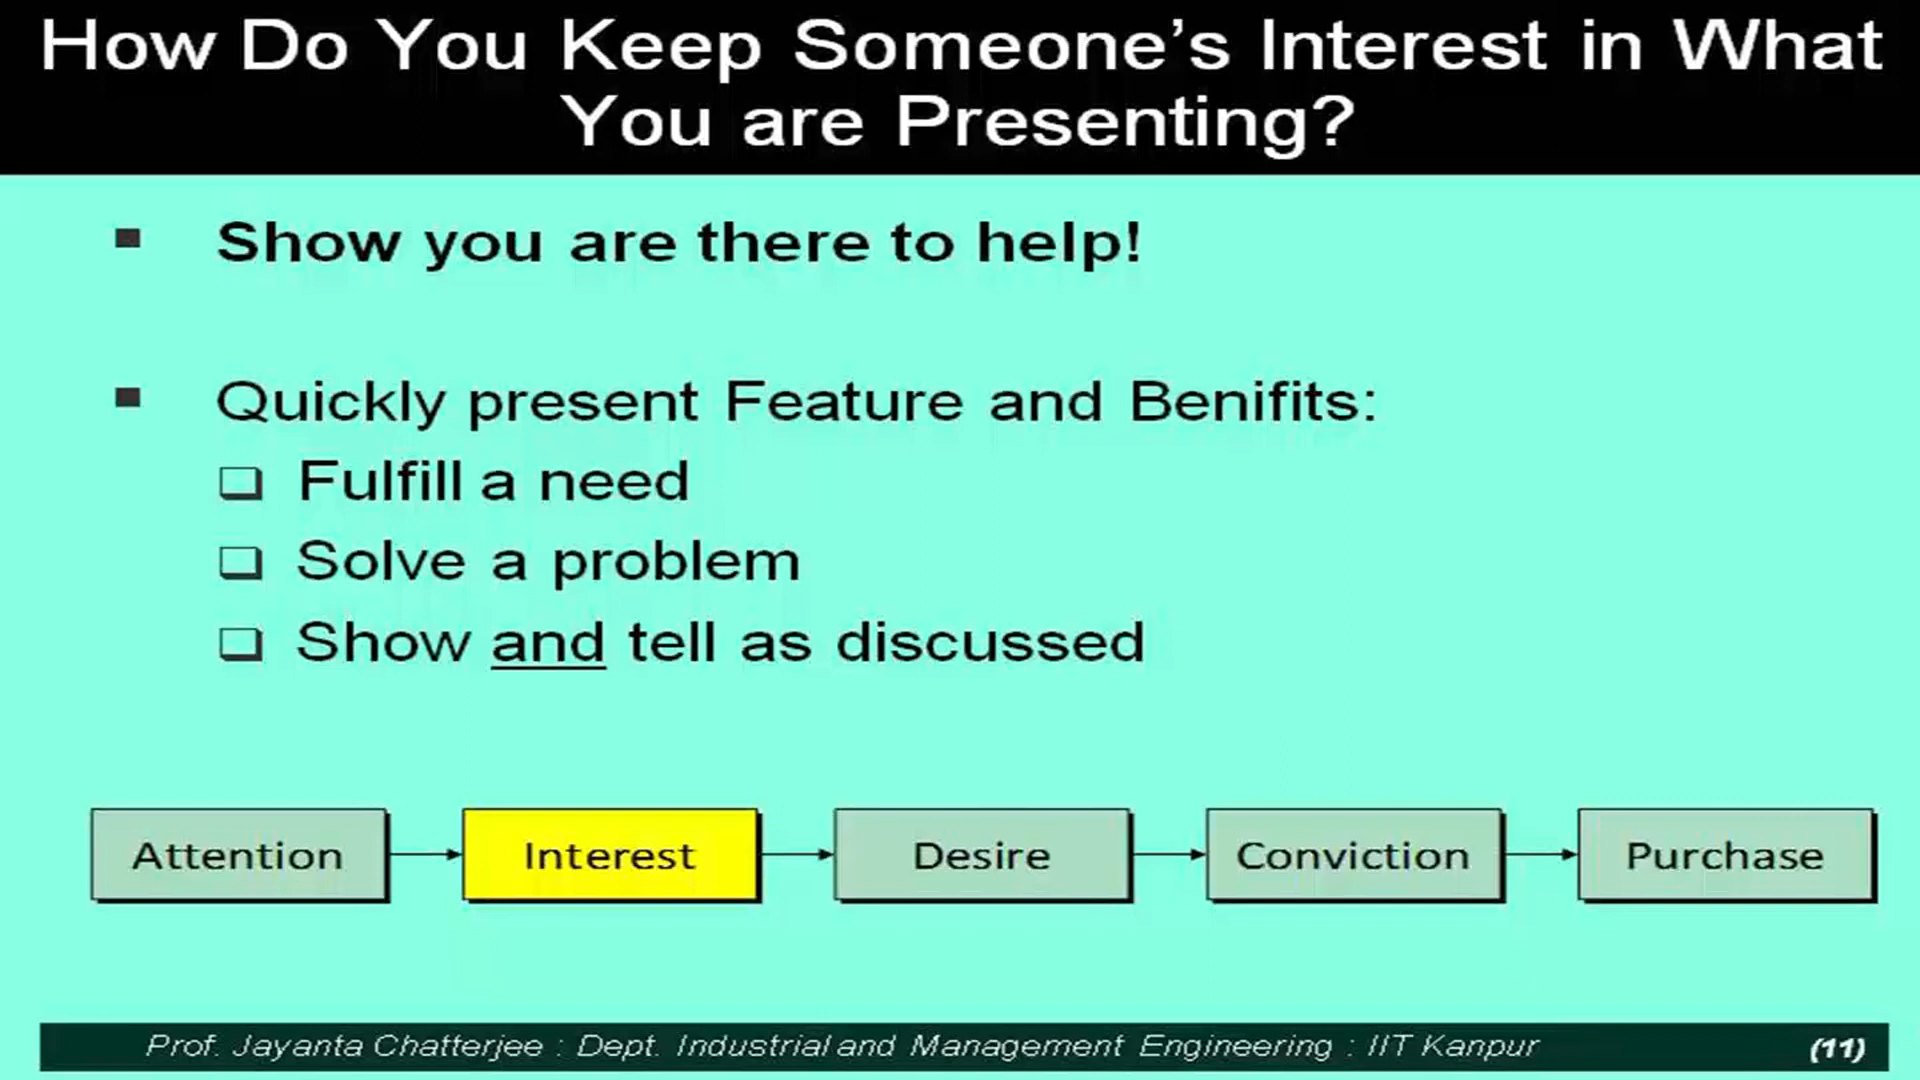 How Do You Keep Someone’s Interest in What
You are Presenting?
Show you are there to help!
Quickly present Feature and Benifits:
Fulfill a need
Solve a problem
Show and tell as discussed
Attention Interest Desire Conviction Purchase
Prof. Jayanta Chatterjee : Dept. Industrial and Management Engineering : IIT Kanpur (11)